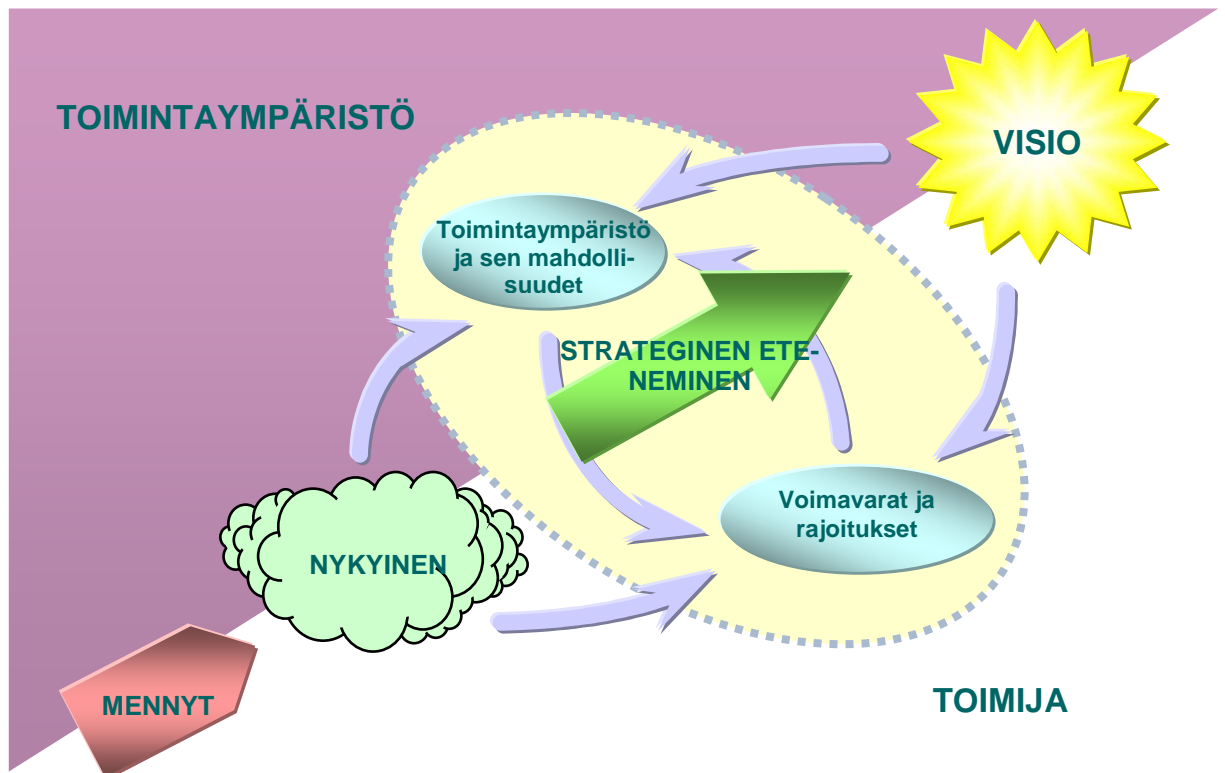 TOIMINTAYMPÄRISTÖ
VISIO
Toimintaympäristö
ja sen mahdolli-
suudet
STRATEGINEN ETE-
NEMINEN
Voimavarat ja
rajoitukset
NYKYINEN
MENNYT
TOIMIJA